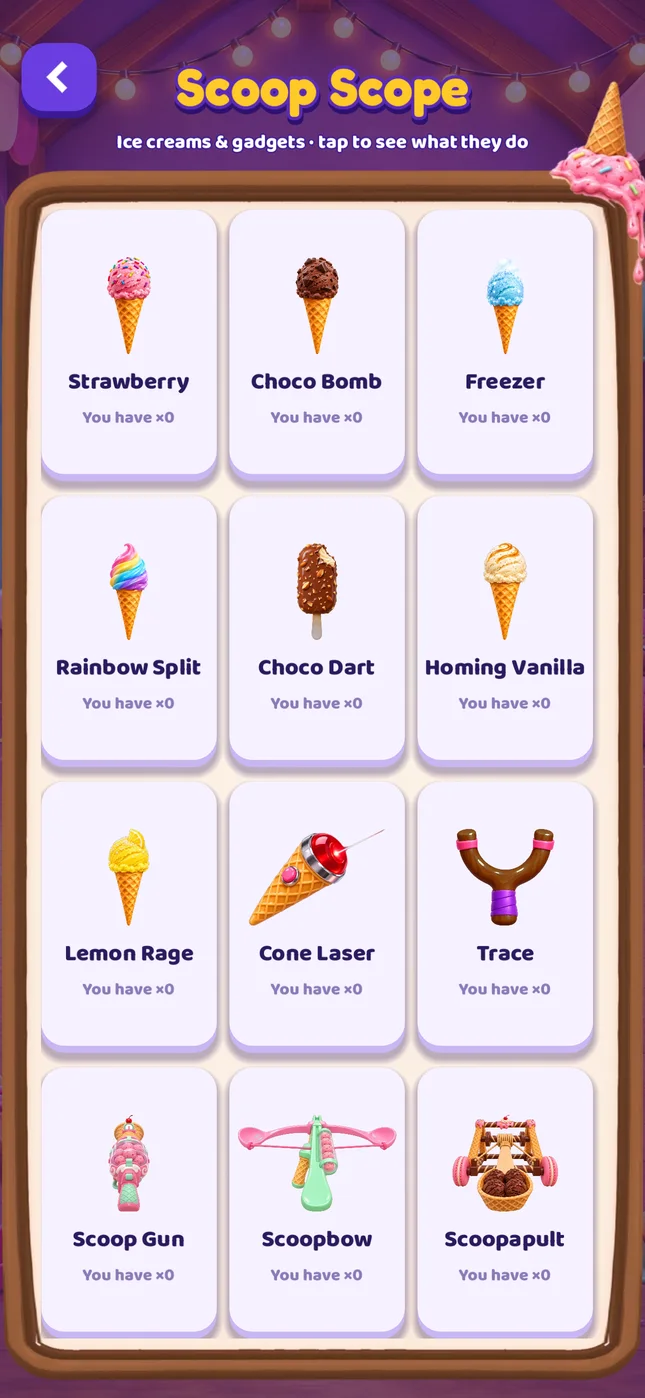 Scoop Scope
Ice creams & gadgets · tap to see what they do
Strawberry
You have ×0
Choco Bomb
You have ×0
Freezer
You have ×0
Rainbow Split
You have ×0
Choco Dart
You have ×0
Homing Vanilla
You have ×0
Lemon Rage
You have ×0
Cone Laser
You have ×0
Trace
You have ×0
Scoop Gun
You have ×0
Scoopbow
You have ×0
Scoopapult
You have ×0